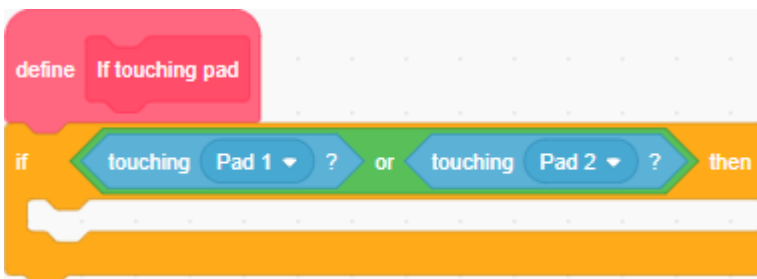 define If touching pad
if touching Pad 1 ? or touching Pad 2 ? then